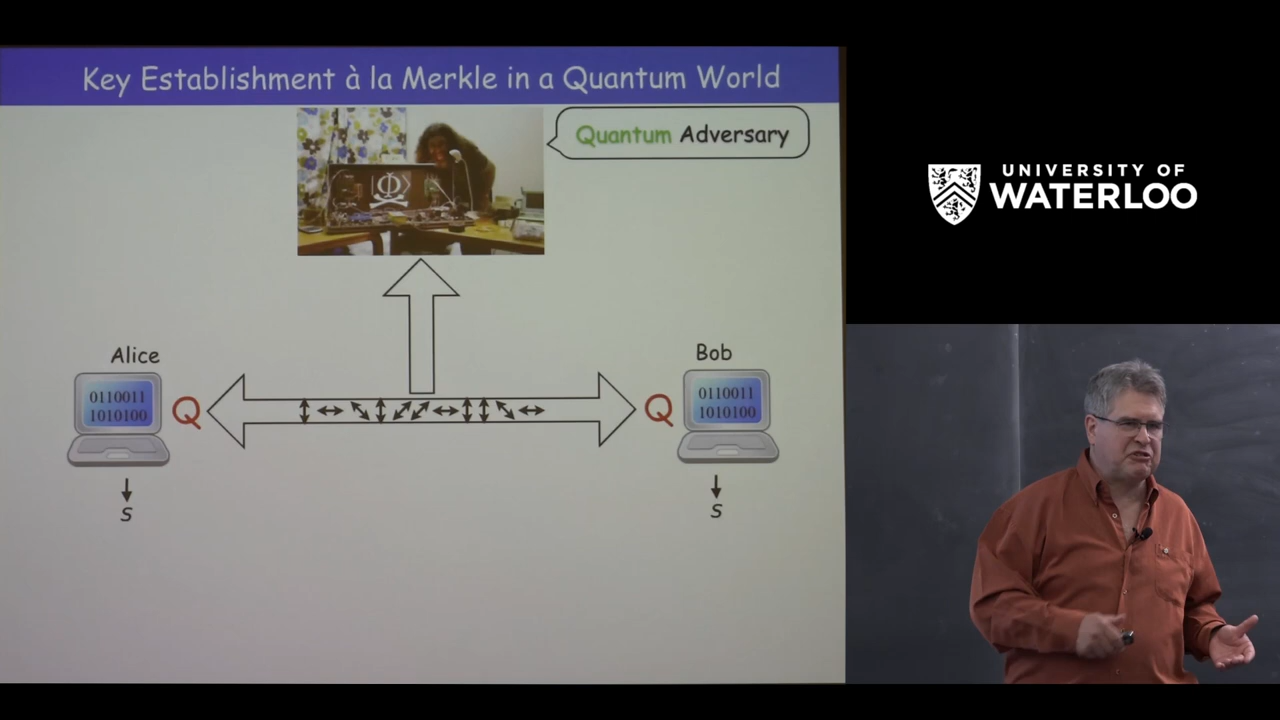 Key Establishment à la Merkle in a Quantum World
Quantum Adversary
|Φ⟩
Alice
Bob
0110011
1010100
Q
Q
0110011
1010100
s
s
UNIVERSITY OF
WATERLOO